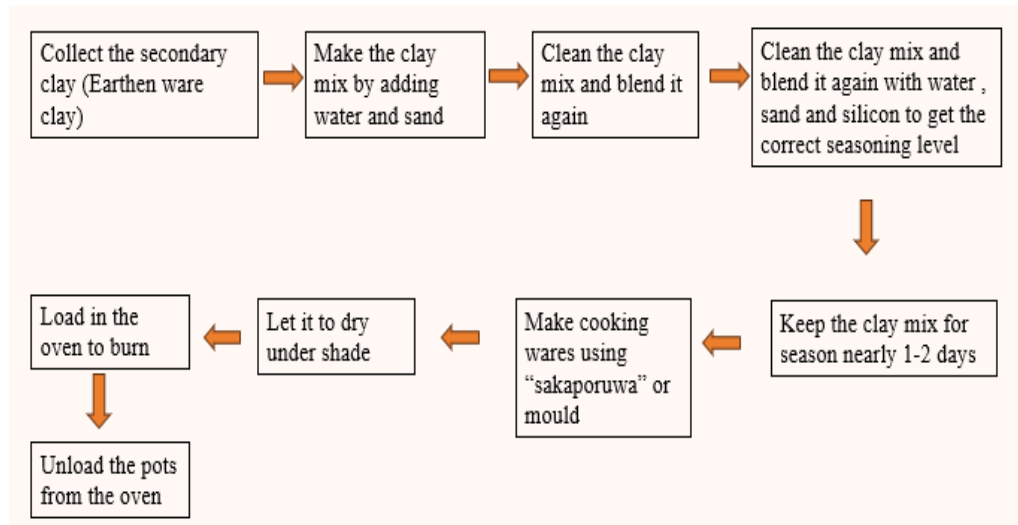 Collect the secondary
clay (Earthen ware
clay)
Make the clay
mix by adding
water and sand
Clean the clay
mix and blend it
again
Clean the clay mix and
blend it again with water ,
sand and silicon to get the
correct seasoning level
Keep the clay mix for
season nearly 1-2 days
Make cooking
wares using
“sakaporuwa” or
mould
Let it to dry
under shade
Load in the
oven to burn
Unload the pots
from the oven